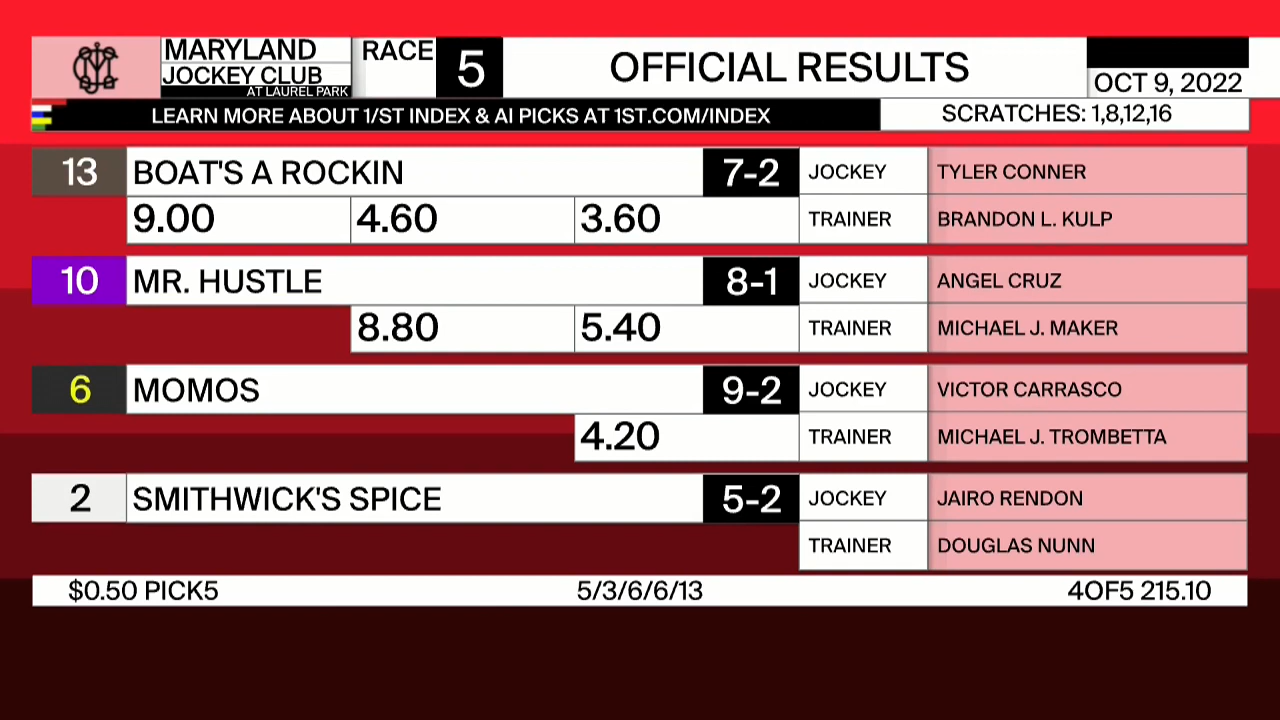 MARYLAND
JOCKEY CLUB
AT LAUREL PARK
RACE 5
OFFICIAL RESULTS
OCT 9, 2022
LEARN MORE ABOUT 1/ST INDEX & AI PICKS AT 1ST.COM/INDEX
SCRATCHES: 1,8,12,16
13 BOAT'S A ROCKIN 7-2 JOCKEY TYLER CONNER
9.00 4.60 3.60 TRAINER BRANDON L. KULP
10 MR. HUSTLE 8-1 JOCKEY ANGEL CRUZ
8.80 5.40 TRAINER MICHAEL J. MAKER
6 MOMOS 9-2 JOCKEY VICTOR CARRASCO
4.20 TRAINER MICHAEL J. TROMBETTA
2 SMITHWICK'S SPICE 5-2 JOCKEY JAIRO RENDON
TRAINER DOUGLAS NUNN
$0.50 PICK5 5/3/6/6/13 4OF5 215.10